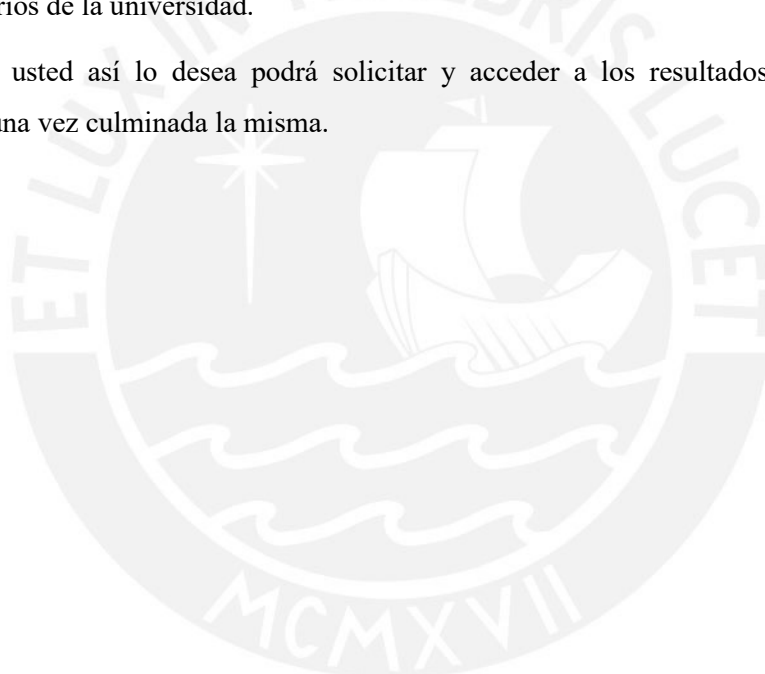 rios de la universidad.
usted así lo desea podrá solicitar y acceder a los resultados
una vez culminada la misma.
ET LUX IN BRIS LUCET
MCMXVII